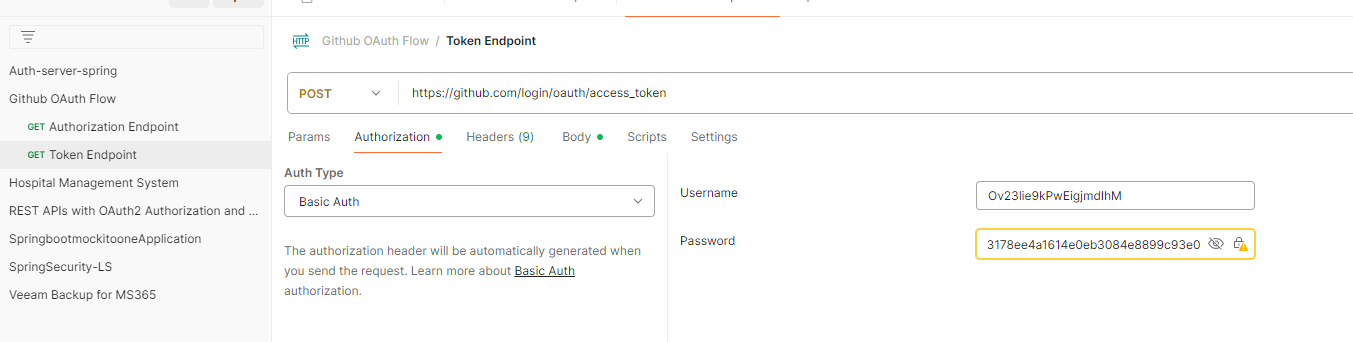 Auth-server-spring
Github OAuth Flow
GET Authorization Endpoint
GET Token Endpoint
Hospital Management System
REST APIs with OAuth2 Authorization and ...
SpringbootmockitooneApplication
SpringSecurity-LS
Veeam Backup for MS365
HTTP Github OAuth Flow / Token Endpoint
POST https://github.com/login/oauth/access_token
Params Authorization Headers (9) Body Scripts Settings
Auth Type
Basic Auth
The authorization header will be automatically generated when
you send the request. Learn more about Basic Auth
authorization.
Username Ov23lie9kPwEigjmdlhM
Password 3178ee4a1614e0eb3084e8899c93e0